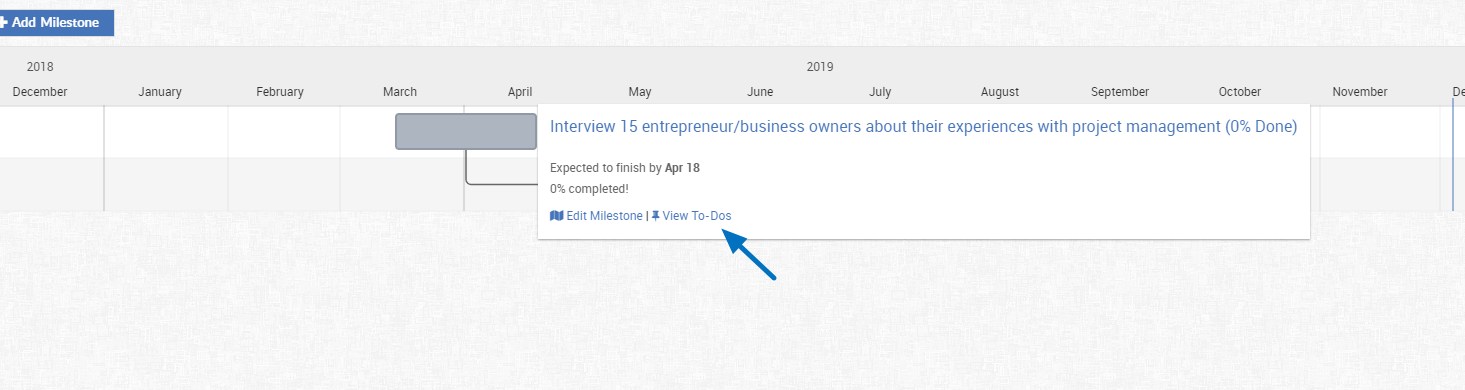 Add Milestone
2018 2019
December January February March April May June July August September October November De
Interview 15 entrepreneur/business owners about their experiences with project management (0% Done)
Expected to finish by Apr 18
0% completed!
Edit Milestone | View To-Dos